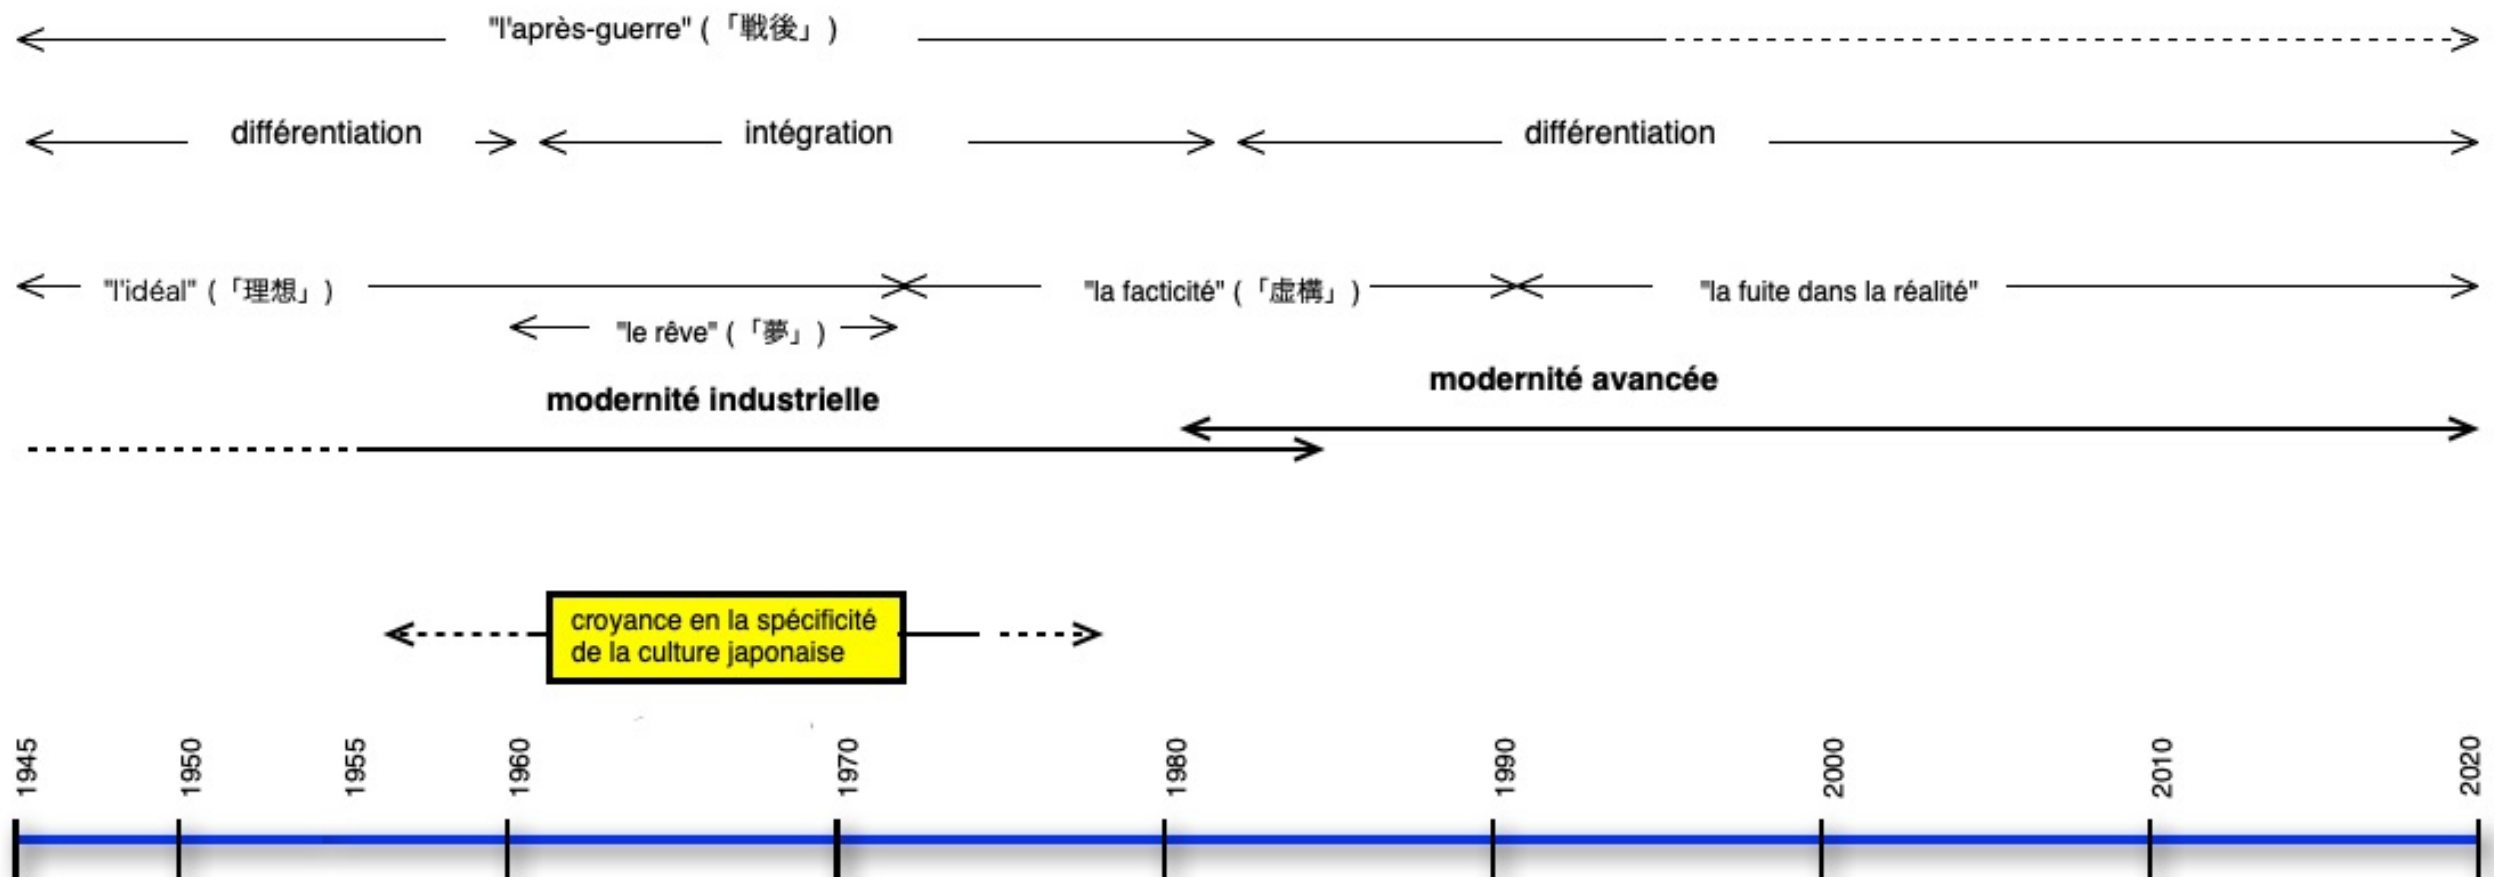 "l'après-guerre" (「戦後」)
différentiation
intégration
différentiation
"l'idéal" (「理想」)
"la facticité" (「虚構」)
"la fuite dans la réalité"
"le rêve" (「夢」)
modernité avancée
modernité industrielle
croyance en la spécificité
de la culture japonaise
1945
1950
1955
1960
1970
1980
1990
2000
2010
2020